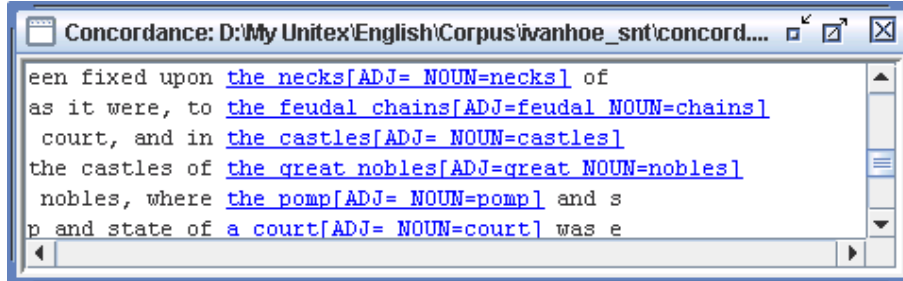 Concordance: D:\My Unitex\English\Corpus\ivanhoe_snt\concord....
een fixed upon the necks[ADJ= NOUN=necks] of
as it were, to the feudal chains[ADJ=feudal NOUN=chains]
court, and in the castles[ADJ= NOUN=castles]
the castles of the great nobles[ADJ=great NOUN=nobles]
nobles, where the pomp[ADJ= NOUN=pomp] and s
p and state of a court[ADJ= NOUN=court] was e